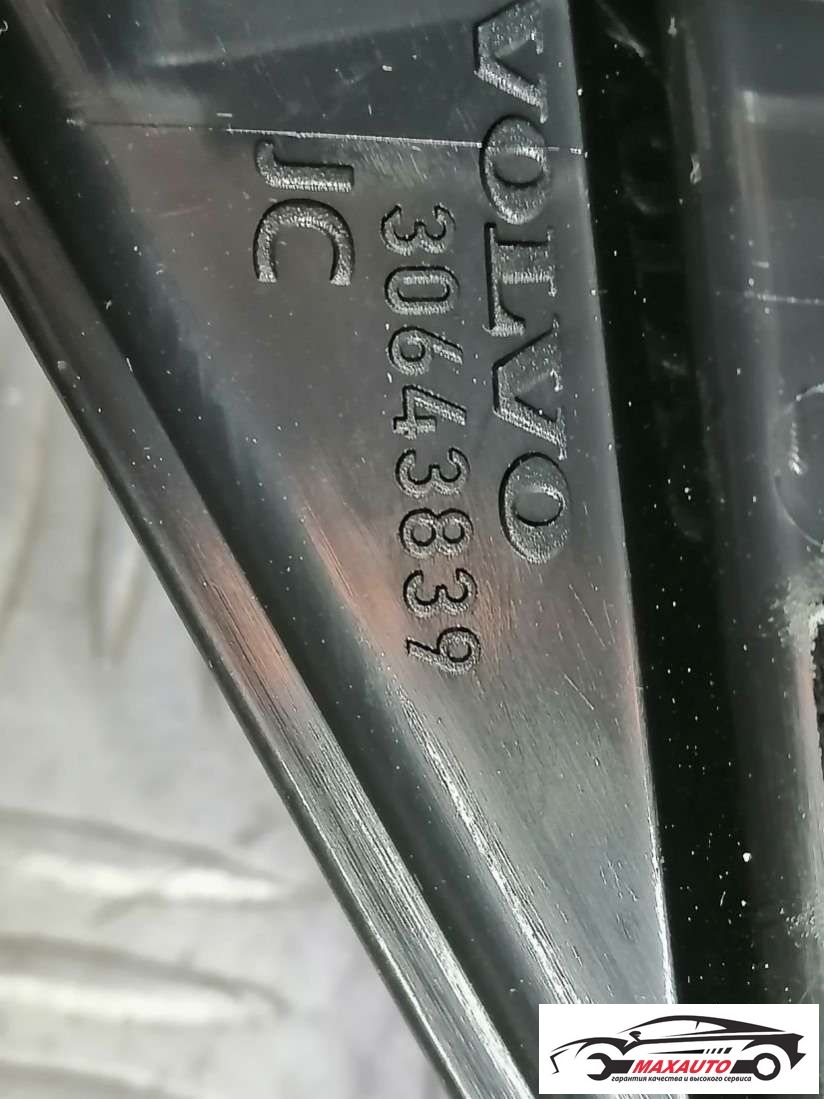 VOLVO
30643839
JC
MAXAUTO
гарантия качества и высокого сервиса